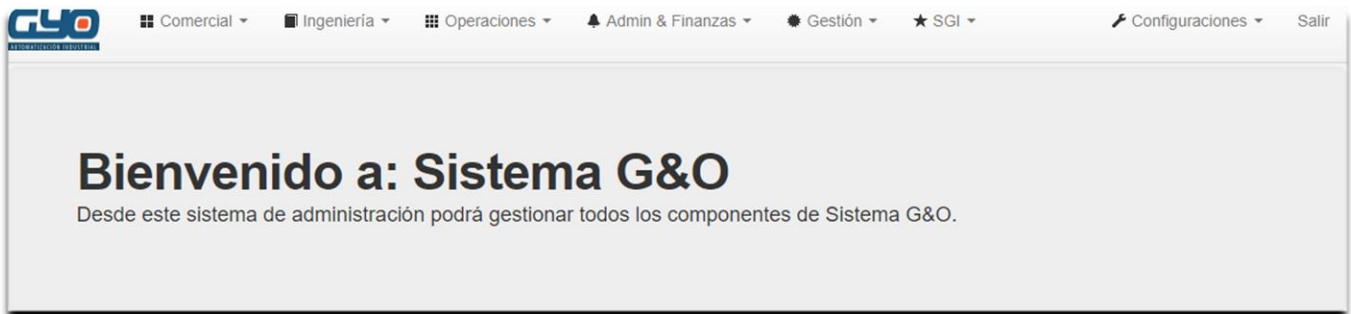 GYO
AUTOMATIZACIÓN INDUSTRIAL
Comercial Ingeniería Operaciones Admin & Finanzas Gestión SGI Configuraciones Salir
Bienvenido a: Sistema G&O
Desde este sistema de administración podrá gestionar todos los componentes de Sistema G&O.